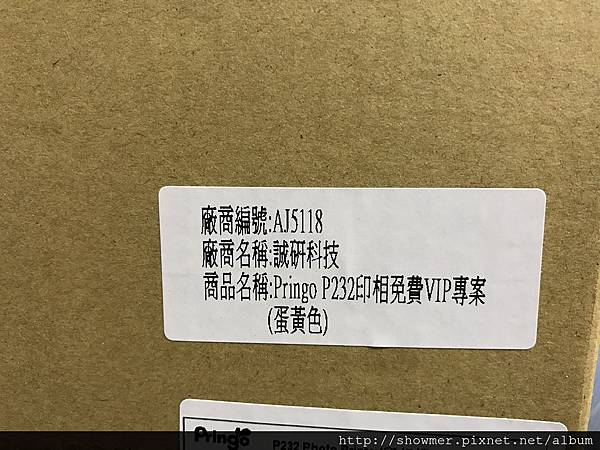 廠商編號:AJ5118
廠商名稱:誠研科技
商品名稱:Pringo P232印相免費VIP專案
(蛋黃色)
Pringo
P232 Photo
http://showmer.pixnet.net/album